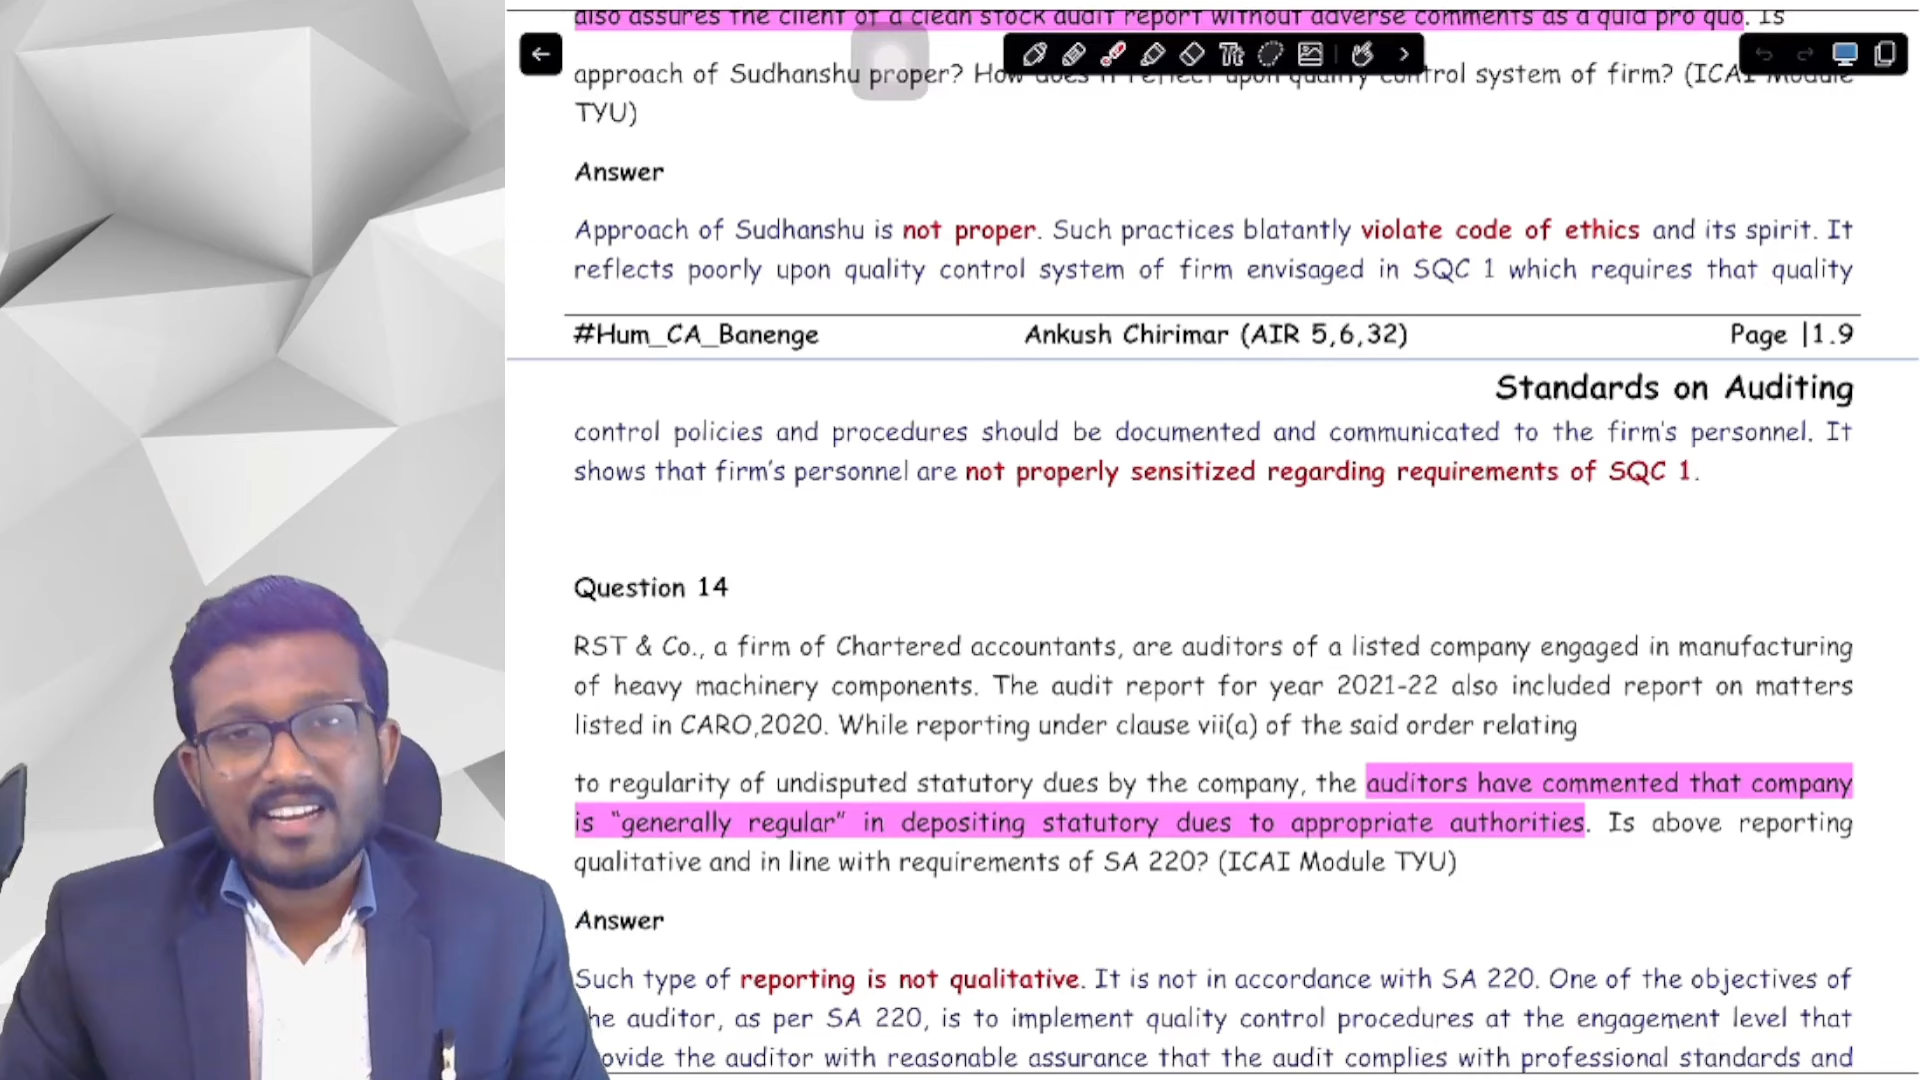 also assures the client of a clean stock audit report without adverse comments as a quid pro quo. Is
approach of Sudhanshu proper? How does it reflect upon quality control system of firm? (ICAI Module
TYU)
Answer
Approach of Sudhanshu is not proper. Such practices blatantly violate code of ethics and its spirit. It
reflects poorly upon quality control system of firm envisaged in SQC 1 which requires that quality
#Hum_CA_Banenge Ankush Chirimar (AIR 5,6,32) Page |1.9
Standards on Auditing
control policies and procedures should be documented and communicated to the firm's personnel. It
shows that firm's personnel are not properly sensitized regarding requirements of SQC 1.
Question 14
RST & Co., a firm of Chartered accountants, are auditors of a listed company engaged in manufacturing
of heavy machinery components. The audit report for year 2021-22 also included report on matters
listed in CARO,2020. While reporting under clause vii(a) of the said order relating
to regularity of undisputed statutory dues by the company, the auditors have commented that company
is "generally regular" in depositing statutory dues to appropriate authorities. Is above reporting
qualitative and in line with requirements of SA 220? (ICAI Module TYU)
Answer
Such type of reporting is not qualitative. It is not in accordance with SA 220. One of the objectives of
he auditor, as per SA 220, is to implement quality control procedures at the engagement level that
ovide the auditor with reasonable assurance that the audit complies with professional standards and